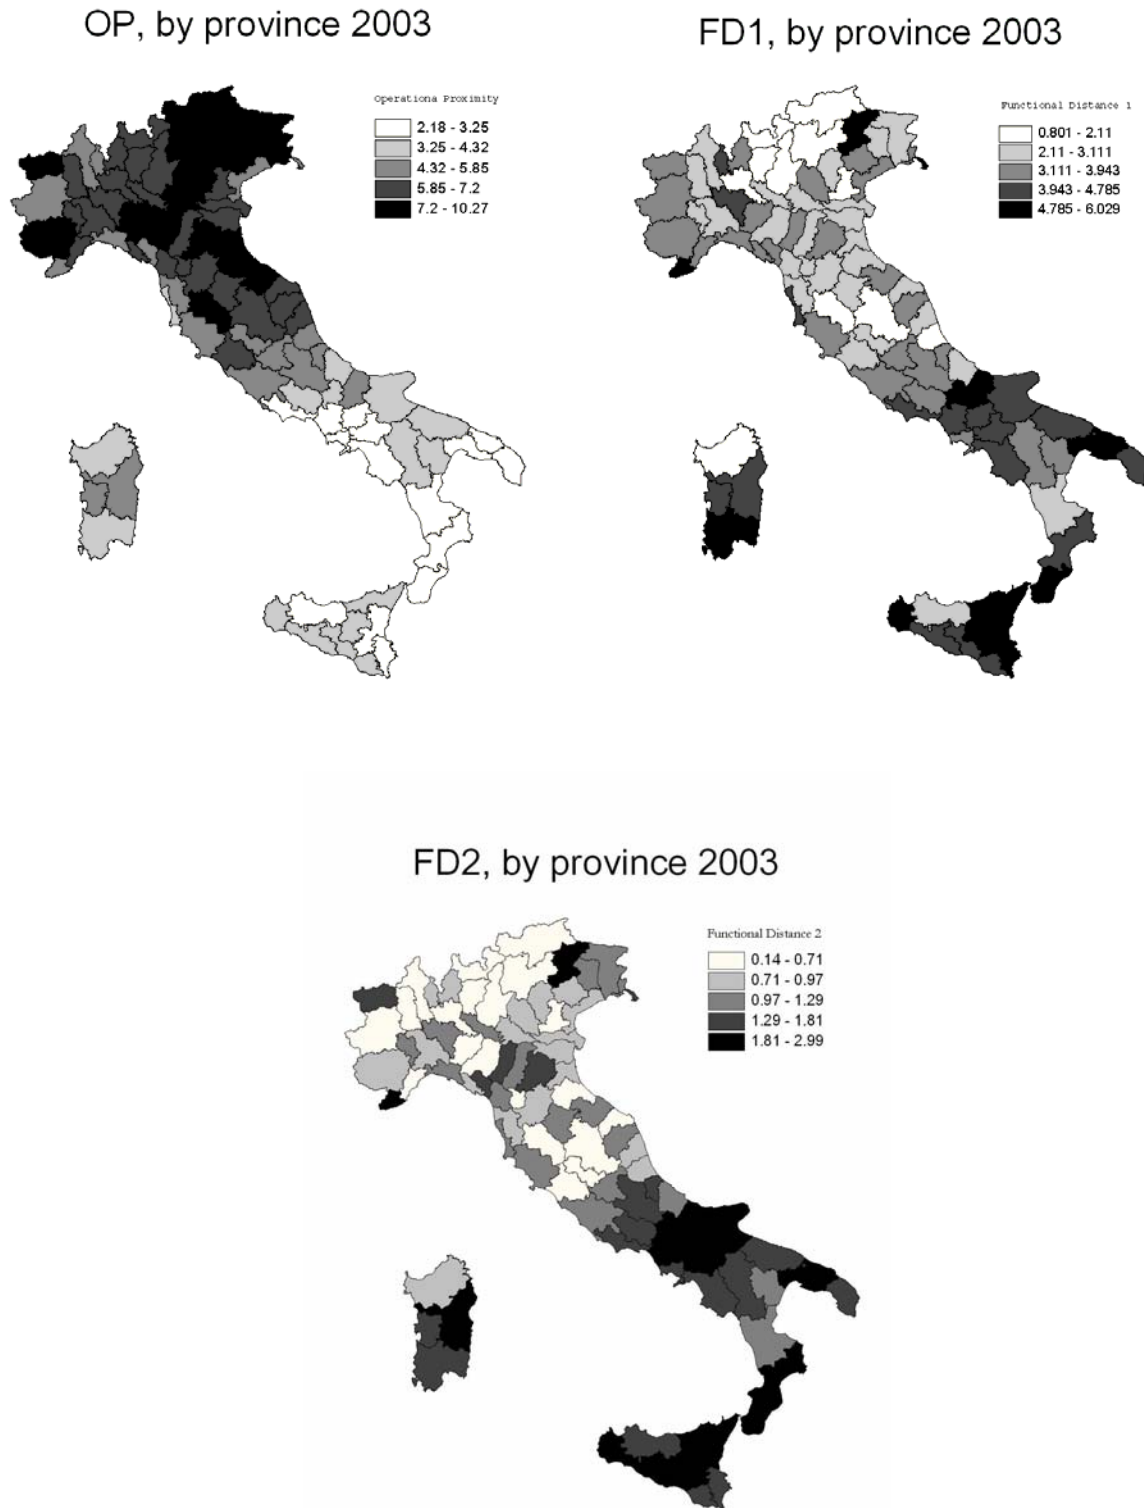 OP, by province 2003
Operationa Proximity
2.18 - 3.25
3.25 - 4.32
4.32 - 5.85
5.85 - 7.2
7.2 - 10.27
FD1, by province 2003
Functional Distance 1
0.801 - 2.11
2.11 - 3.111
3.111 - 3.943
3.943 - 4.785
4.785 - 6.029
FD2, by province 2003
Functional Distance 2
0.14 - 0.71
0.71 - 0.97
0.97 - 1.29
1.29 - 1.81
1.81 - 2.99